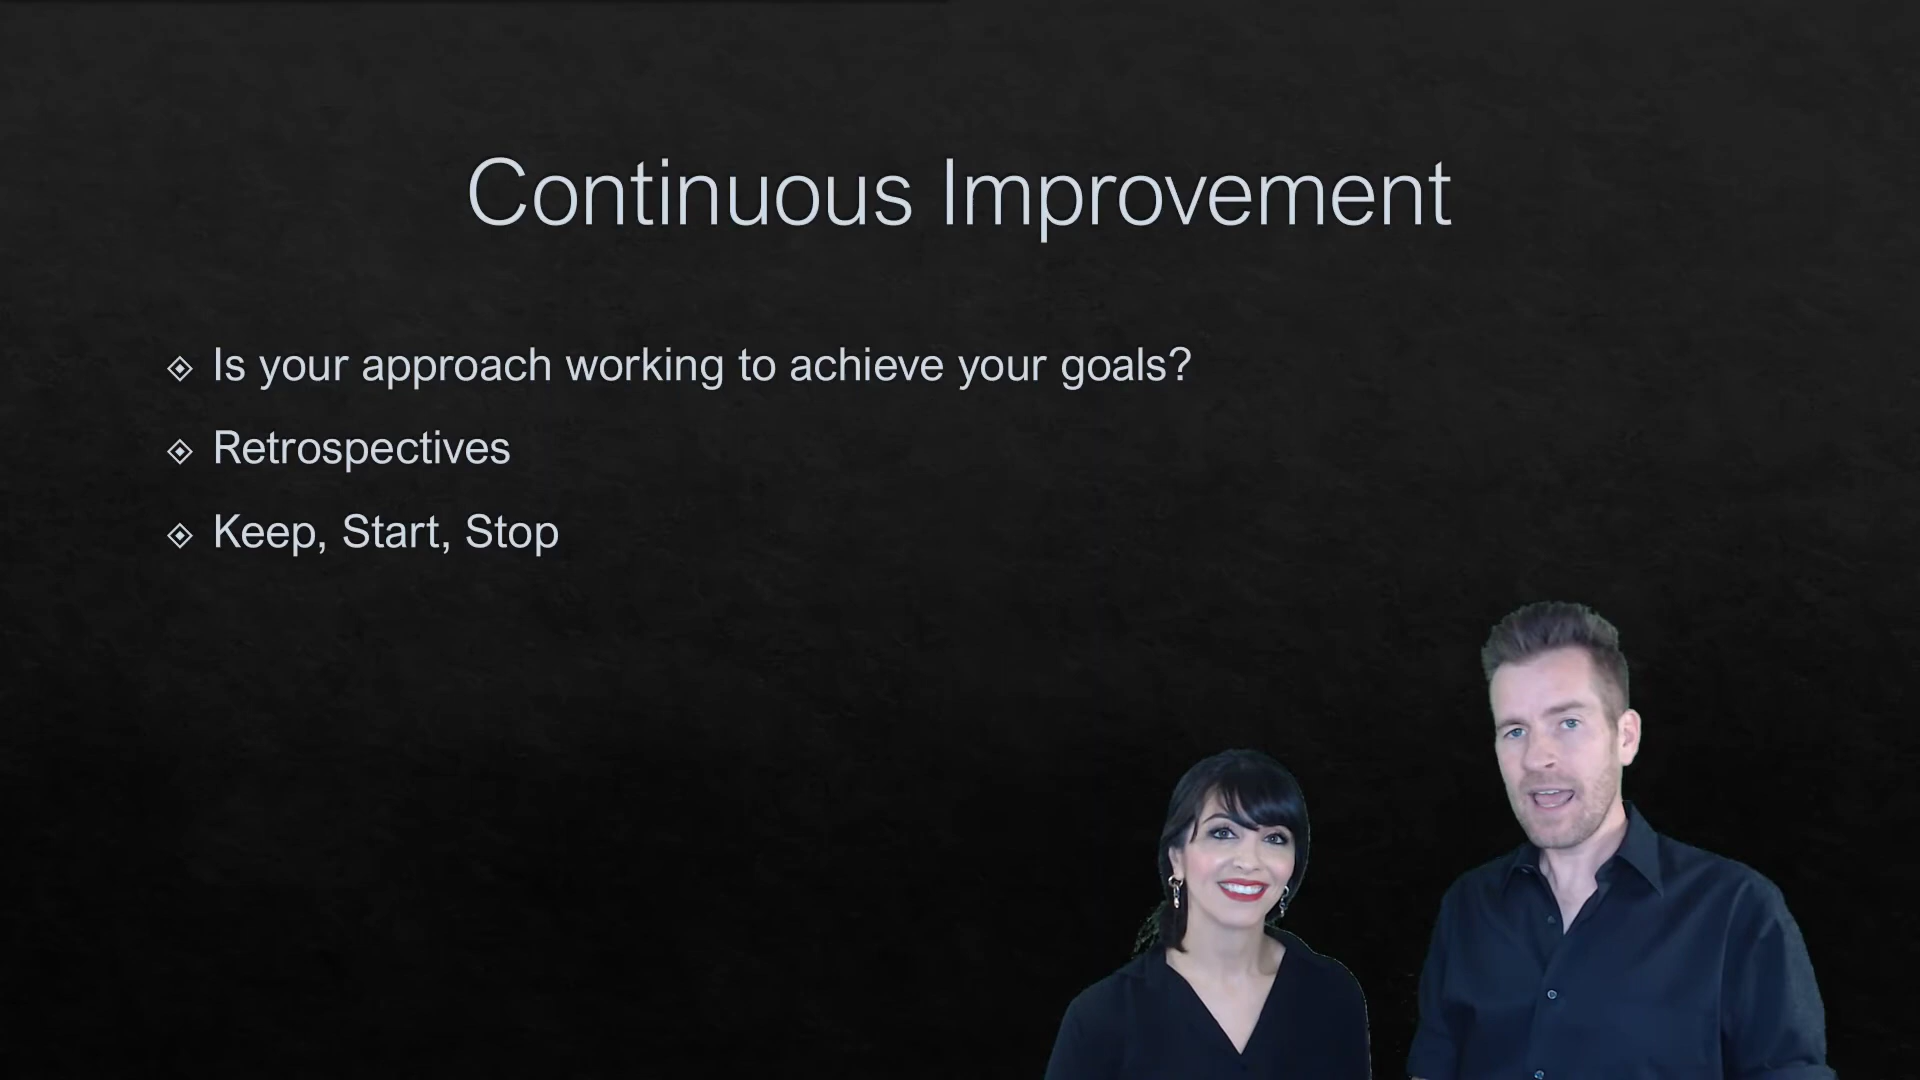 Continuous Improvement
Is your approach working to achieve your goals?
Retrospectives
Keep, Start, Stop